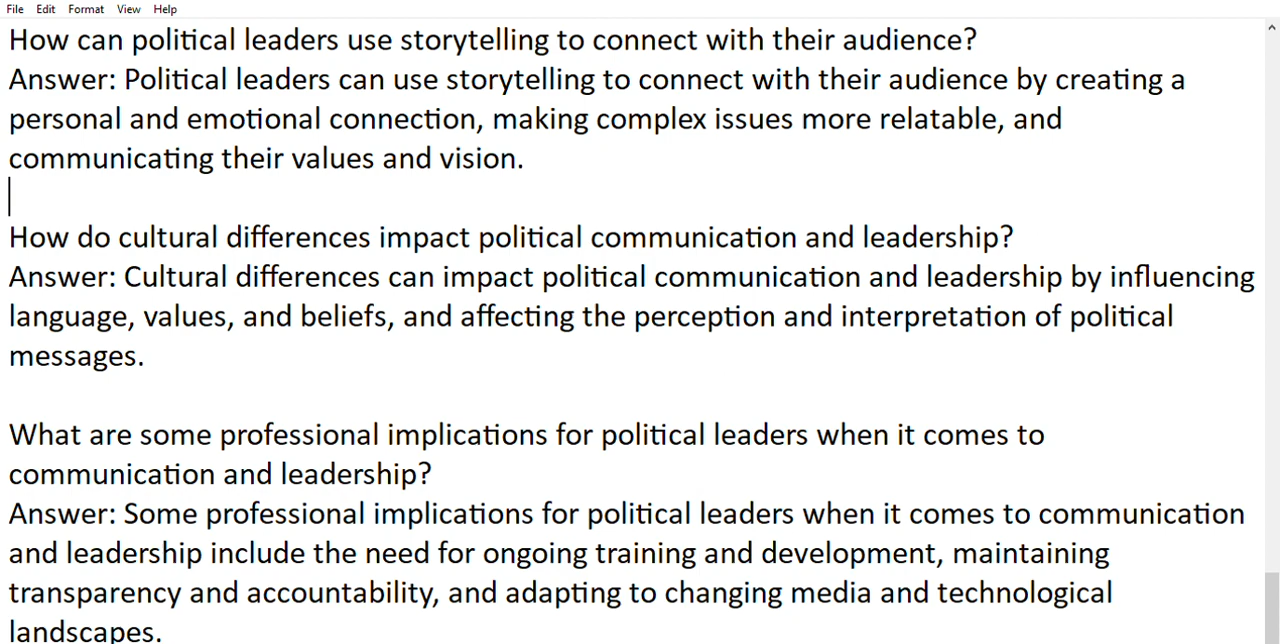 File Edit Format View Help
How can political leaders use storytelling to connect with their audience?
Answer: Political leaders can use storytelling to connect with their audience by creating a
personal and emotional connection, making complex issues more relatable, and
communicating their values and vision.
How do cultural differences impact political communication and leadership?
Answer: Cultural differences can impact political communication and leadership by influencing
language, values, and beliefs, and affecting the perception and interpretation of political
messages.
What are some professional implications for political leaders when it comes to
communication and leadership?
Answer: Some professional implications for political leaders when it comes to communication
and leadership include the need for ongoing training and development, maintaining
transparency and accountability, and adapting to changing media and technological
landscapes.